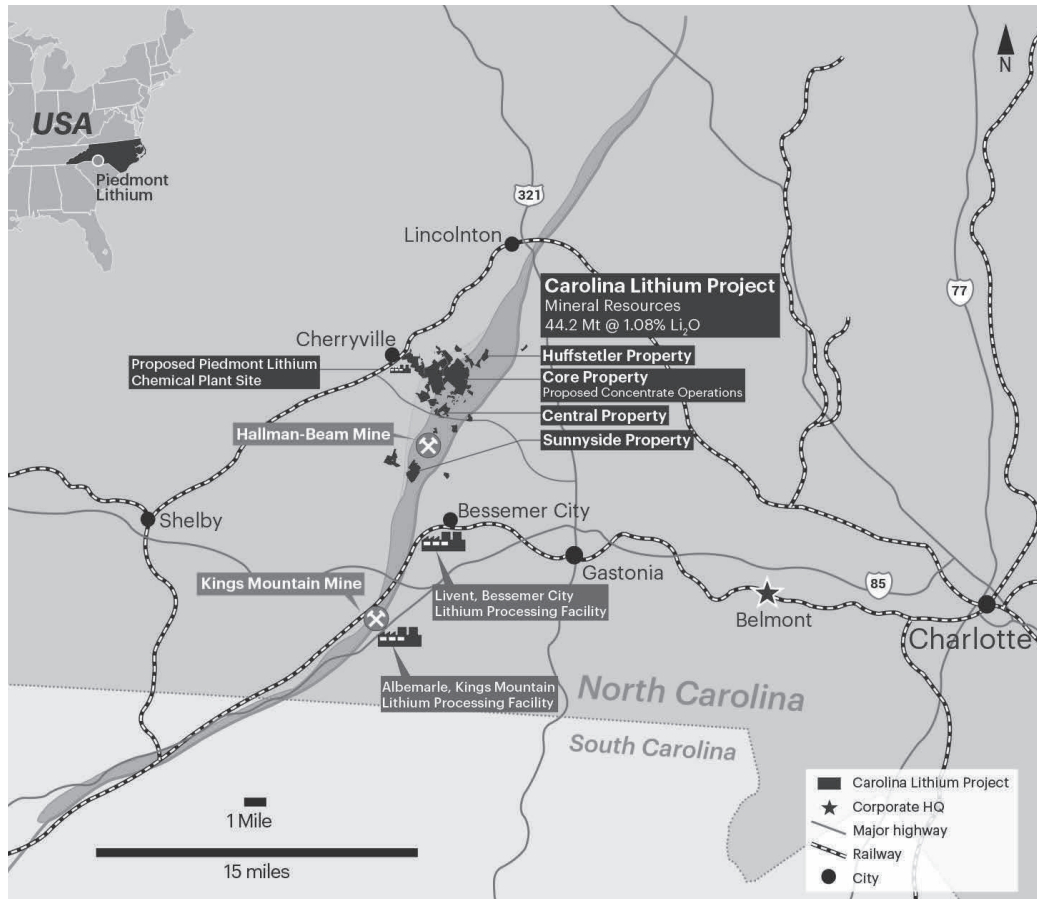 USA
Piedmont
Lithium
N
321
Lincolnton
Carolina Lithium Project
Mineral Resources
44.2 Mt @ 1.08% Li₂O
77
Cherryville
Proposed Piedmont Lithium
Chemical Plant Site
Huffstetler Property
Core Property
Proposed Concentrate Operations
Central Property
Hallman-Beam Mine
Sunnyside Property
Shelby
Bessemer City
Gastonia
Kings Mountain Mine
85
Livent, Bessemer City
Lithium Processing Facility
Belmont
Charlotte
Albemarle, Kings Mountain
Lithium Processing Facility
North Carolina
South Carolina
1 Mile
15 miles
Carolina Lithium Project
Corporate HQ
Major highway
Railway
City